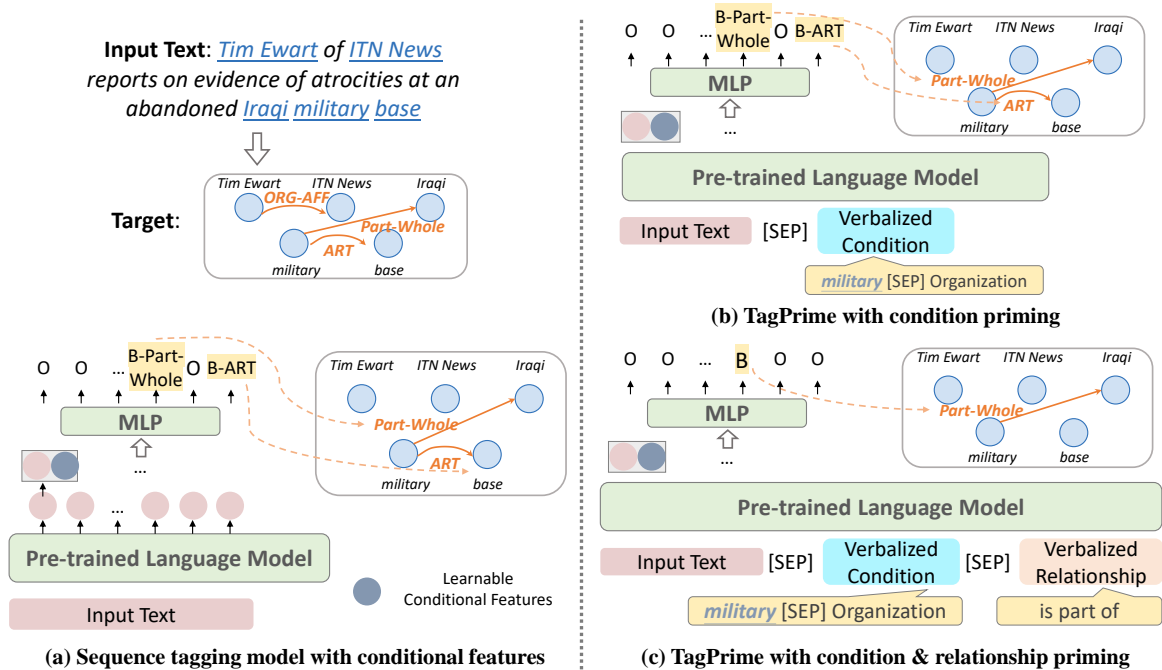 Input Text: Tim Ewart of ITN News
reports on evidence of atrocities at an
abandoned Iraqi military base
Target:
Tim Ewart ITN News Iraqi
ORG-AFF
Part-Whole
ART
military base
O O ... B-Part-Whole O B-ART
MLP
...
Tim Ewart ITN News Iraqi
Part-Whole
ART
military base
...
Pre-trained Language Model
Learnable
Conditional Features
Input Text
(a) Sequence tagging model with conditional features
O O ... B-Part-Whole O B-ART
MLP
...
Tim Ewart ITN News Iraqi
Part-Whole
ART
military base
Pre-trained Language Model
Input Text [SEP] Verbalized
Condition
military [SEP] Organization
(b) TagPrime with condition priming
O O ... B O O
MLP
...
Tim Ewart ITN News Iraqi
Part-Whole
military base
Pre-trained Language Model
Input Text [SEP] Verbalized Condition [SEP] Verbalized Relationship
military [SEP] Organization is part of
(c) TagPrime with condition & relationship priming